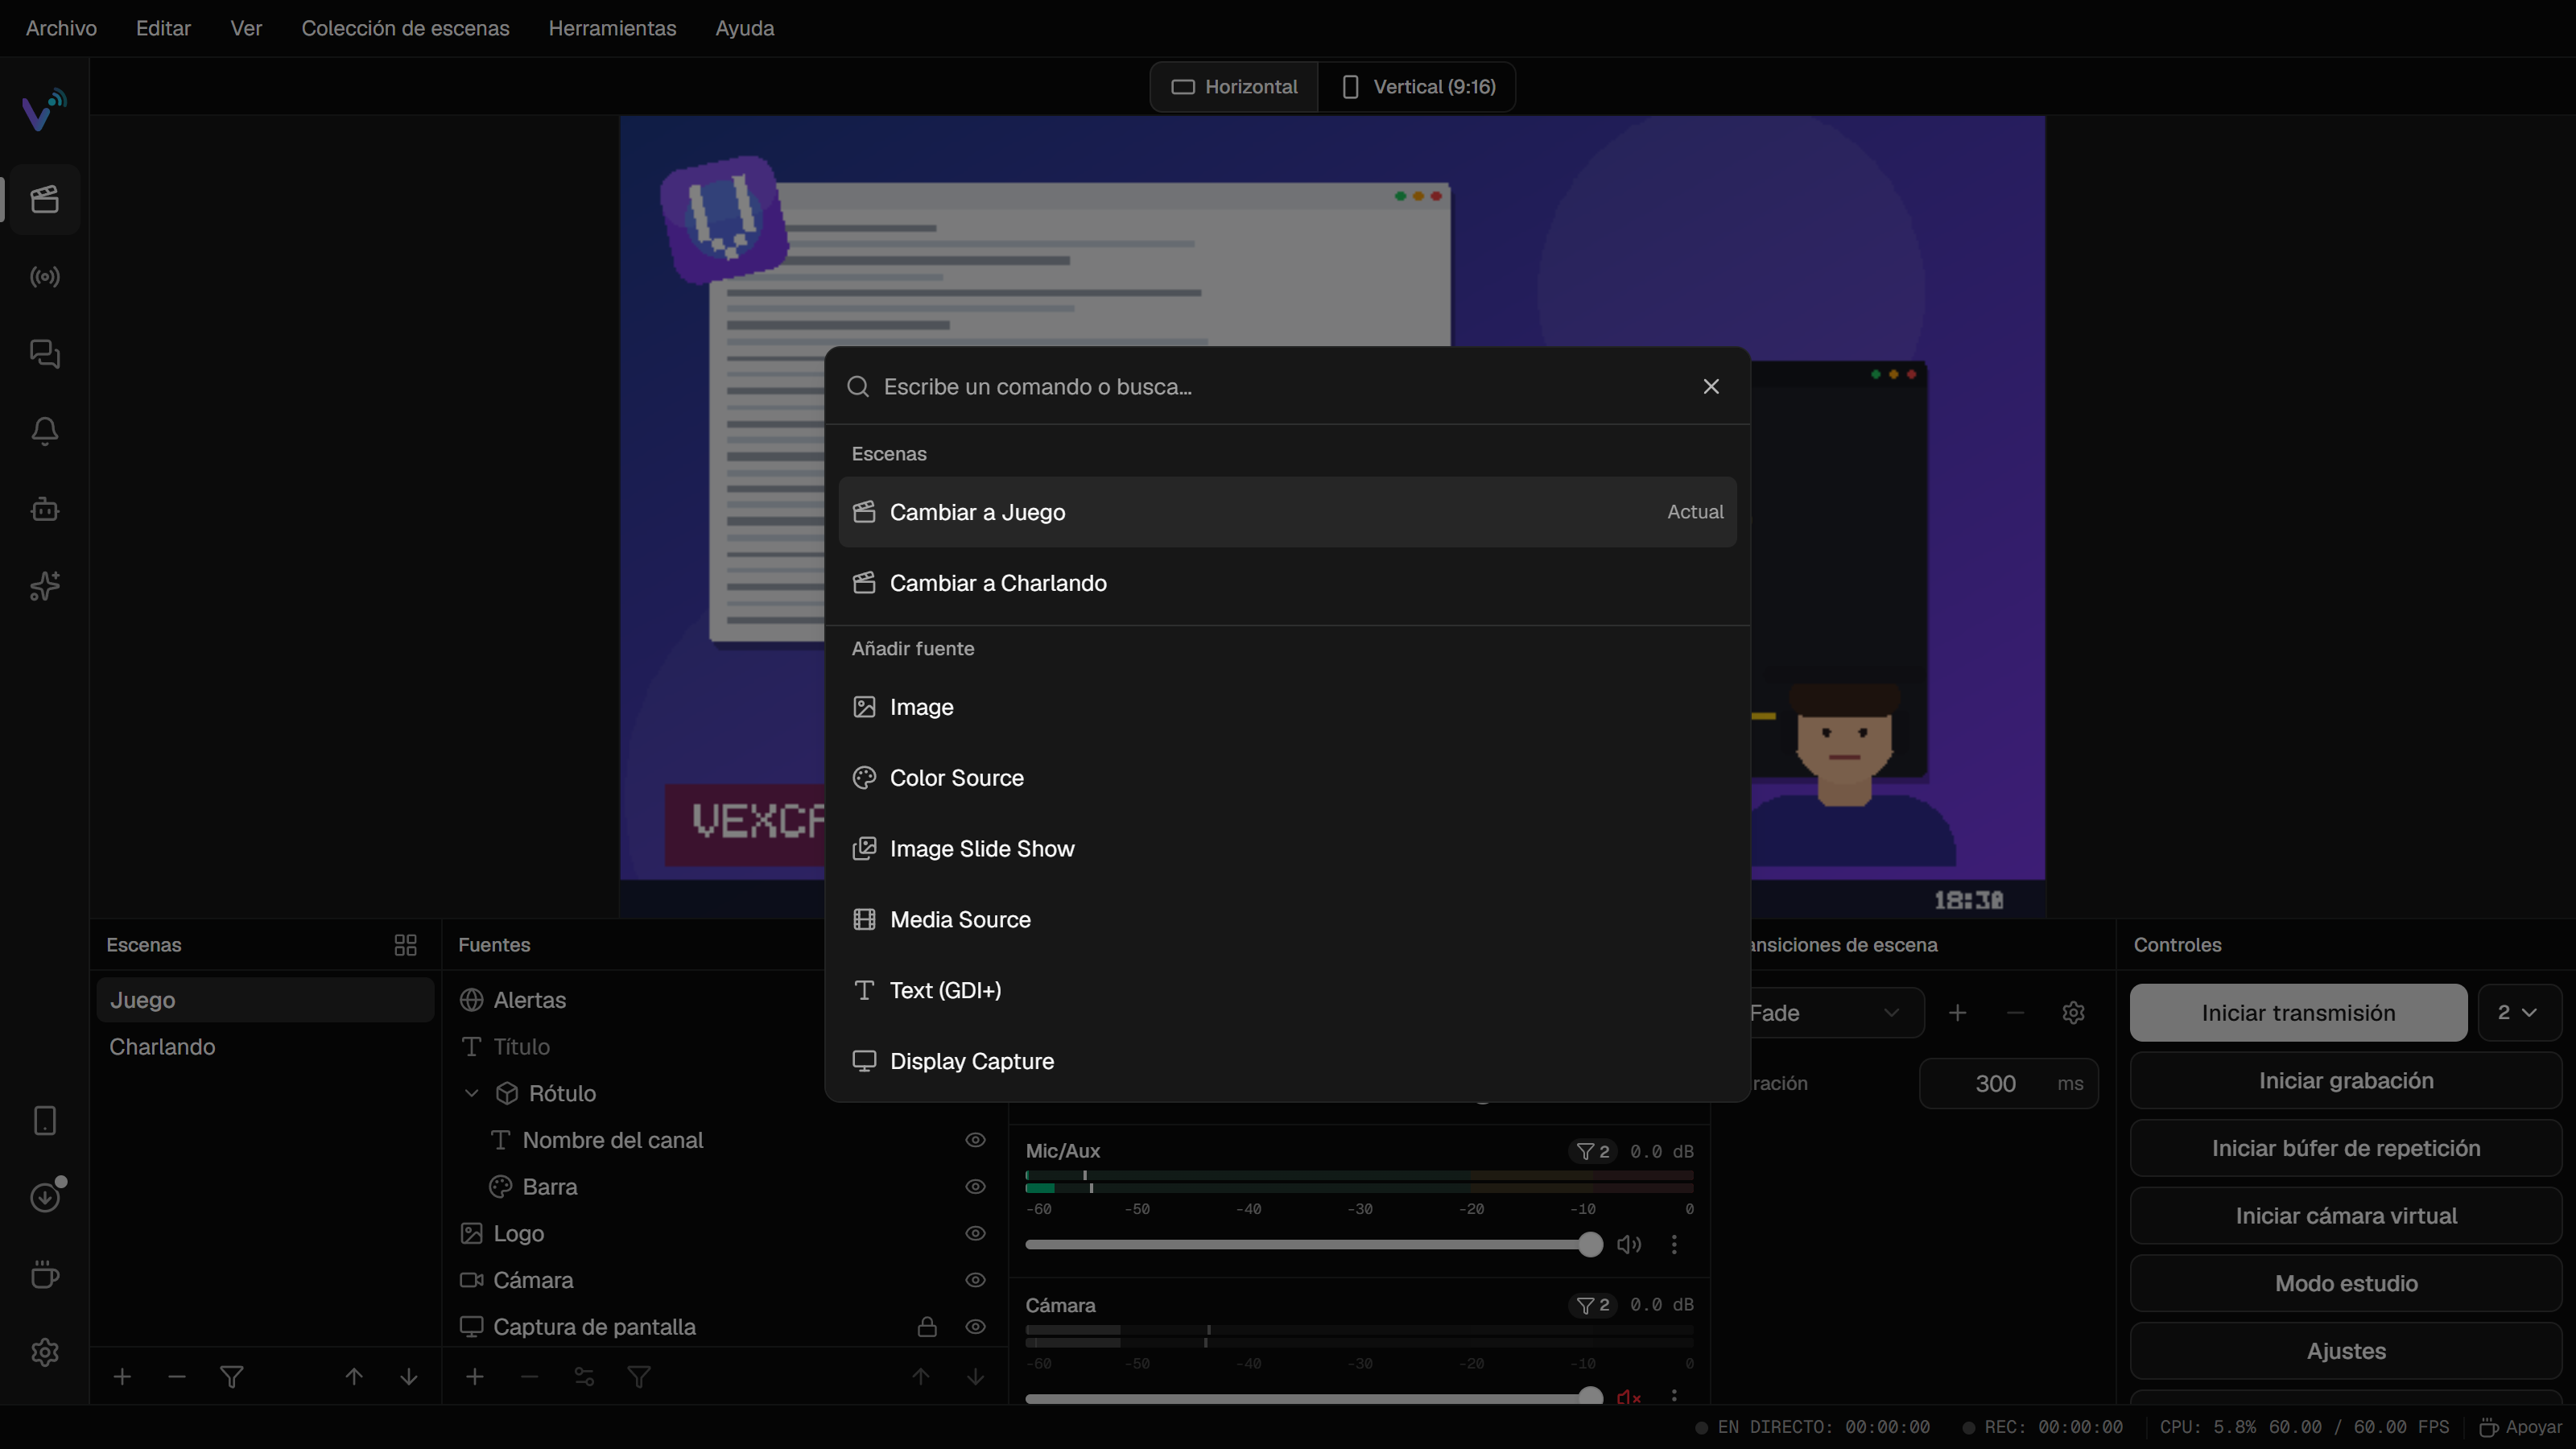 Archivo Editar Ver Colección de escenas Herramientas Ayuda
Horizontal Vertical (9:16)
Escribe un comando o busca...
Escenas
Cambiar a Juego Actual
Cambiar a Charlando
Añadir fuente
Image
Color Source
Image Slide Show
Media Source
Text (GDI+)
Display Capture
18:30
Escenas
Juego
Charlando
Fuentes
Alertas
Título
Rótulo
Nombre del canal
Barra
Logo
Cámara
Captura de pantalla
Mic/Aux 2 0.0 dB
-60 -50 -40 -30 -20 -10 0
Cámara 2 0.0 dB
-60 -50 -40 -30 -20 -10 0
de escena
Fade
300 ms
Controles
Iniciar transmisión 2
Iniciar grabación
Iniciar búfer de repetición
Iniciar cámara virtual
Modo estudio
Ajustes
EN DIRECTO: 00:00:00 REC: 00:00:00 CPU: 5.8% 60.00 / 60.00 FPS Apoyar